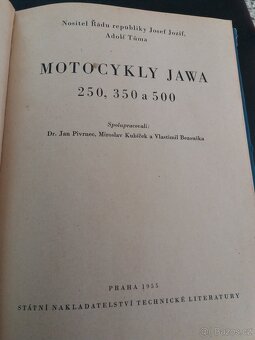 Nositel Řádu republiky Josef Jozíf,
Adolf Tůma
MOTOCYKLY JAWA
250, 350 a 500
Spolupracovali:
Dr. Jan Pivrnec, Miroslav Kubíček a Vlastimil Bezouška
PRAHA 1955
STÁTNÍ NAKLADATELSTVÍ TECHNICKÉ LITERATURY